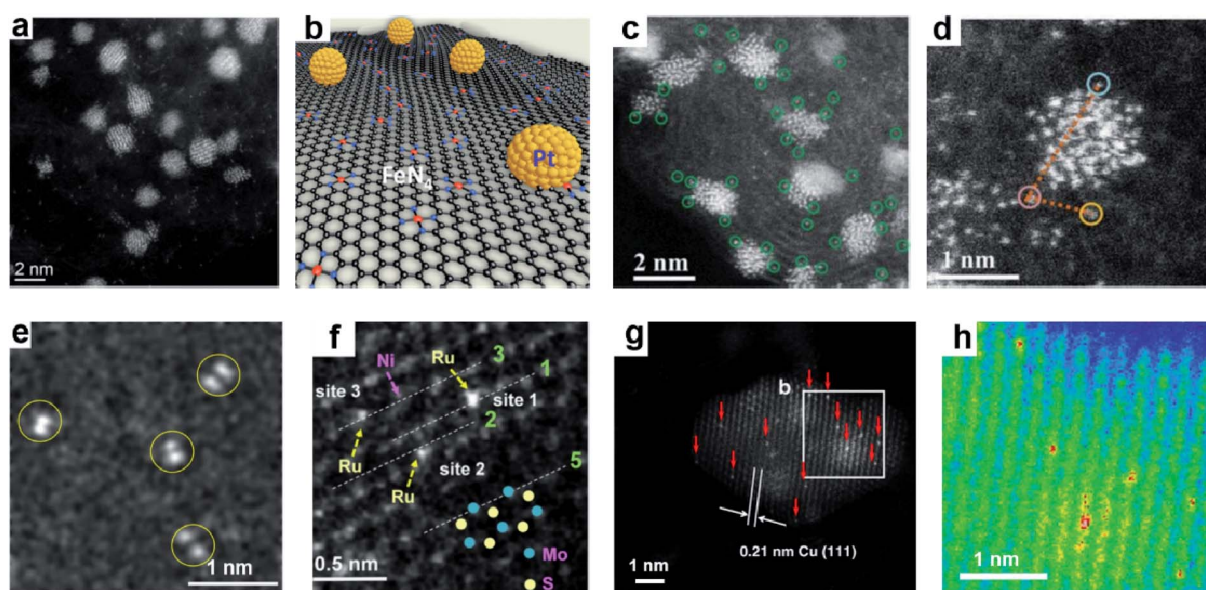 a
2 nm
b
Pt
FeN4
c
2 nm
d
1 nm
e
1 nm
f
Ni
Ru
3
1
site 3
site 1
2
Ru
Ru
site 2
5
Mo
S
0.5 nm
g
b
0.21 nm Cu (111)
1 nm
h
1 nm